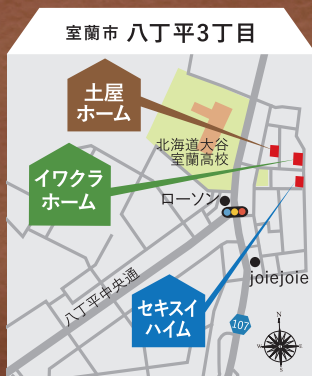 室蘭市 八丁平3丁目
土屋
ホーム
北海道大谷
室蘭高校
イワクラ
ホーム
ローソン
八丁平中央通
joiejoie
セキスイ
ハイム
107
N
W E
S